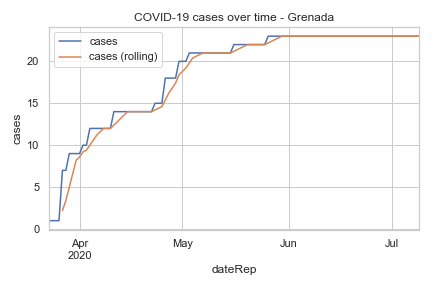 COVID-19 cases over time - Grenada
cases
cases (rolling)
20
15
10
5
0
cases
Apr
2020
May
Jun
Jul
dateRep